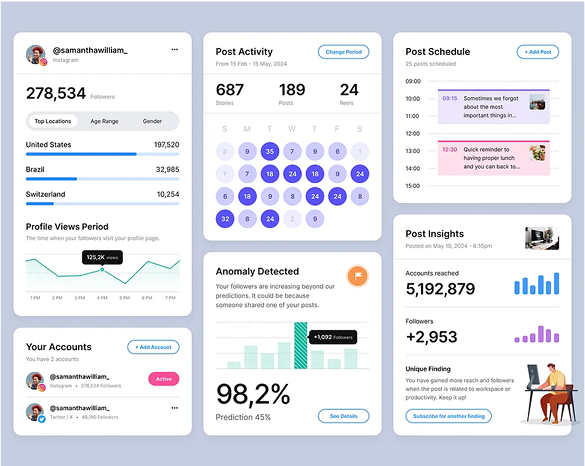 @samanthawilliam_
Instagram
278,534 Followers
Top Locations Age Range Gender
United States 197,520
Brazil 32,985
Switzerland 10,254
Profile Views Period
The time when your followers visit your profile page.
125,2K views
1 PM 2 PM 3 PM 4 PM 5 PM 6 PM 7 PM
Your Accounts
You have 2 accounts
+ Add Account
@samanthawilliam_
Instagram • 278,534 Followers
Active
@samanthawilliam_
Twitter / X • 48,180 Followers
Post Activity
From 15 Feb - 15 May, 2024
Change Period
687 189 24
Stories Posts Reels
S M T W T F S
2 9 35 7 9 6 1
1 7 18 24 18 9 24
6 18 9 8 24 24 8
32 8 24 2 9
Anomaly Detected
Your followers are increasing beyond our
predictions. It could be because
someone shared one of your posts.
+1,092 Followers
98,2%
Prediction 45%
See Details
Post Schedule
25 posts scheduled
+ Add Post
09:00
10:00
11:00
12:00
13:00
14:00
15:00
09:15 Sometimes we forgot
about the most
important things in...
12:30 Quick reminder to
having proper lunch
and you can back to...
Post Insights
Posted on May 10, 2024 - 6:10pm
Accounts reached
5,192,879
Followers
+2,953
Unique Finding
You have gained more reach and followers
when the post is related to workspace or
productivity. Keep it up!
Subscribe for another finding